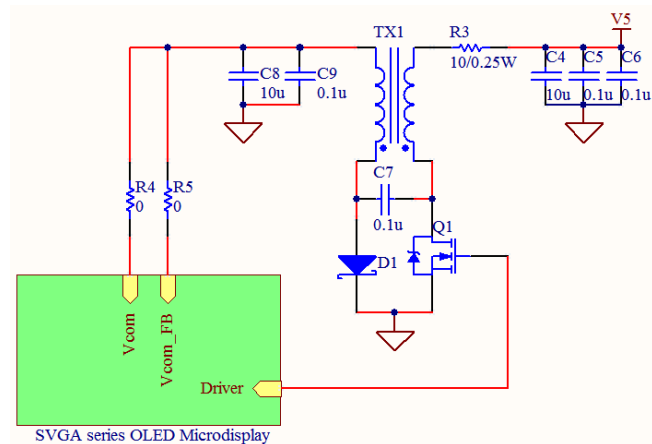 TX1
R3
10/0.25W
V5
C8
10u
C9
0.1u
C4
10u
C5
0.1u
C6
0.1u
R4
0
R5
0
C7
0.1u
Q1
D1
Vcom
Vcom_FB
Driver
SVGA series OLED Microdisplay